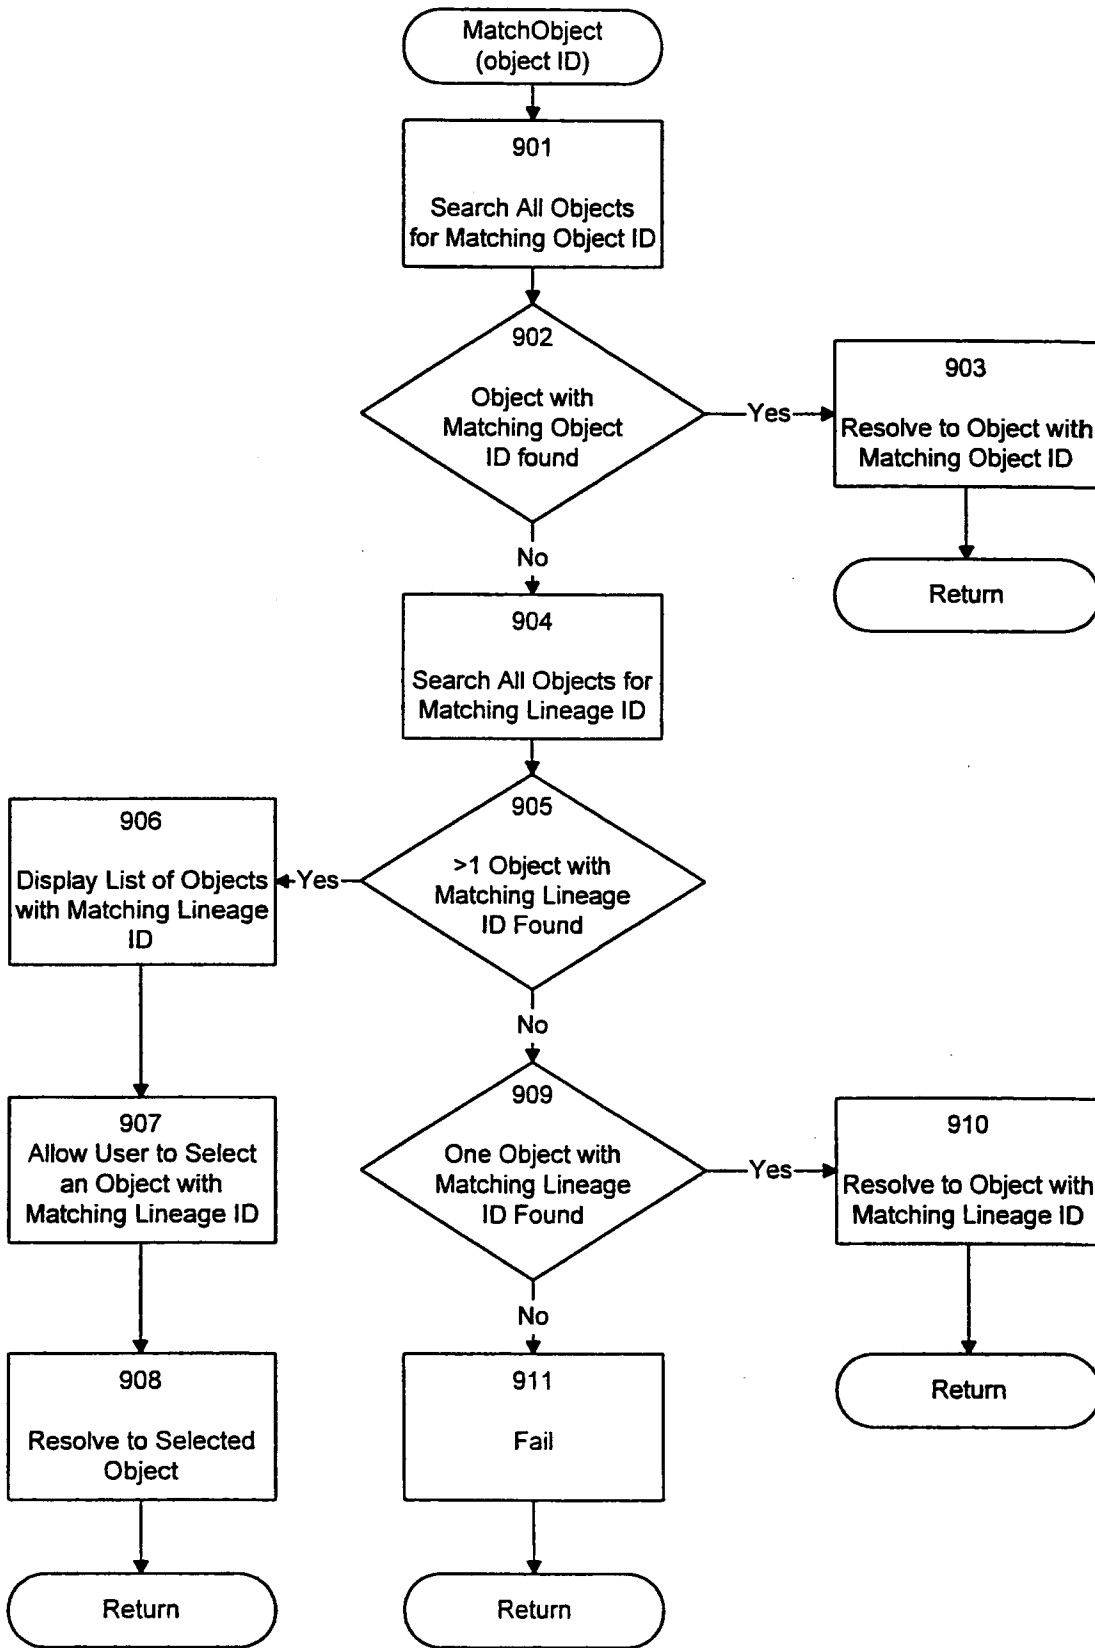 MatchObject
(object ID)
901
Search All Objects
for Matching Object ID
902
Object with
Matching Object
ID found
Yes
903
Resolve to Object with
Matching Object ID
Return
No
904
Search All Objects for
Matching Lineage ID
905
>1 Object with
Matching Lineage
ID Found
Yes
906
Display List of Objects
with Matching Lineage
ID
907
Allow User to Select
an Object with
Matching Lineage ID
908
Resolve to Selected
Object
Return
No
909
One Object with
Matching Lineage
ID Found
Yes
910
Resolve to Object with
Matching Lineage ID
Return
No
911
Fail
Return